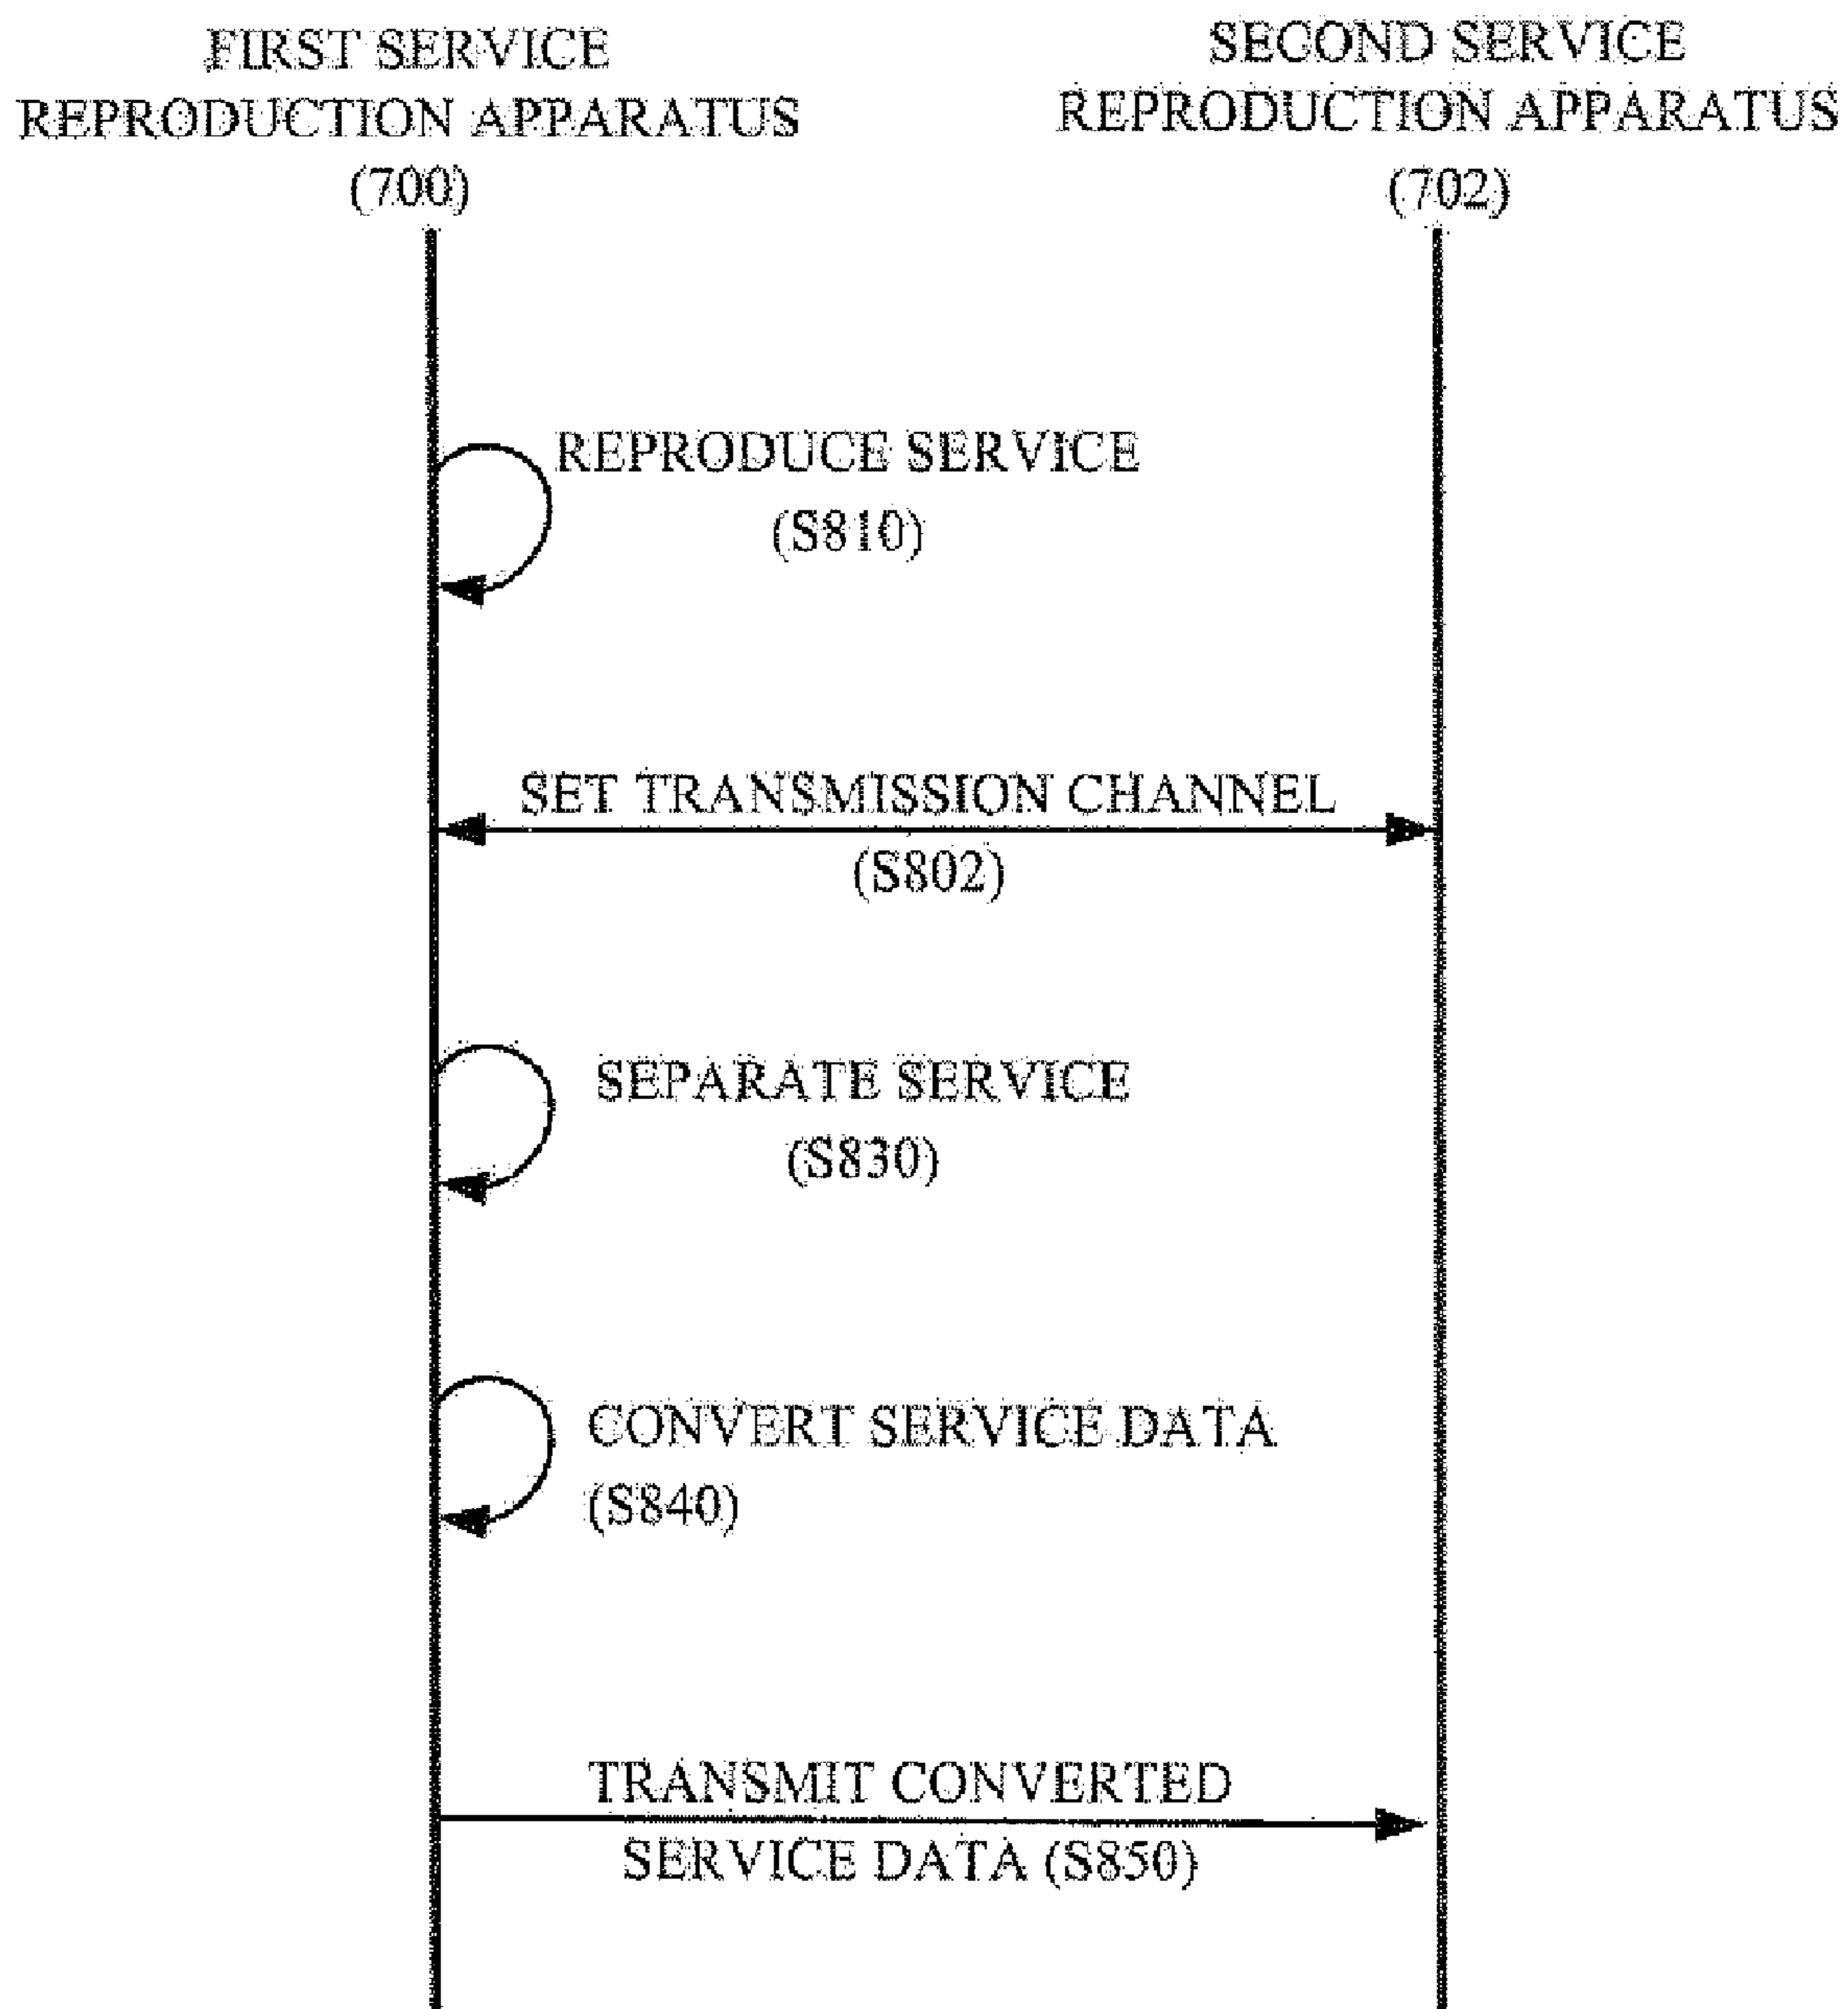 FIRST SERVICE
REPRODUCTION APPARATUS
(700)
SECOND SERVICE
REPRODUCTION APPARATUS
(702)
REPRODUCE SERVICE
(S810)
SET TRANSMISSION CHANNEL
(S802)
SEPARATE SERVICE
(S830)
CONVERT SERVICE DATA
(S840)
TRANSMIT CONVERTED
SERVICE DATA (S850)